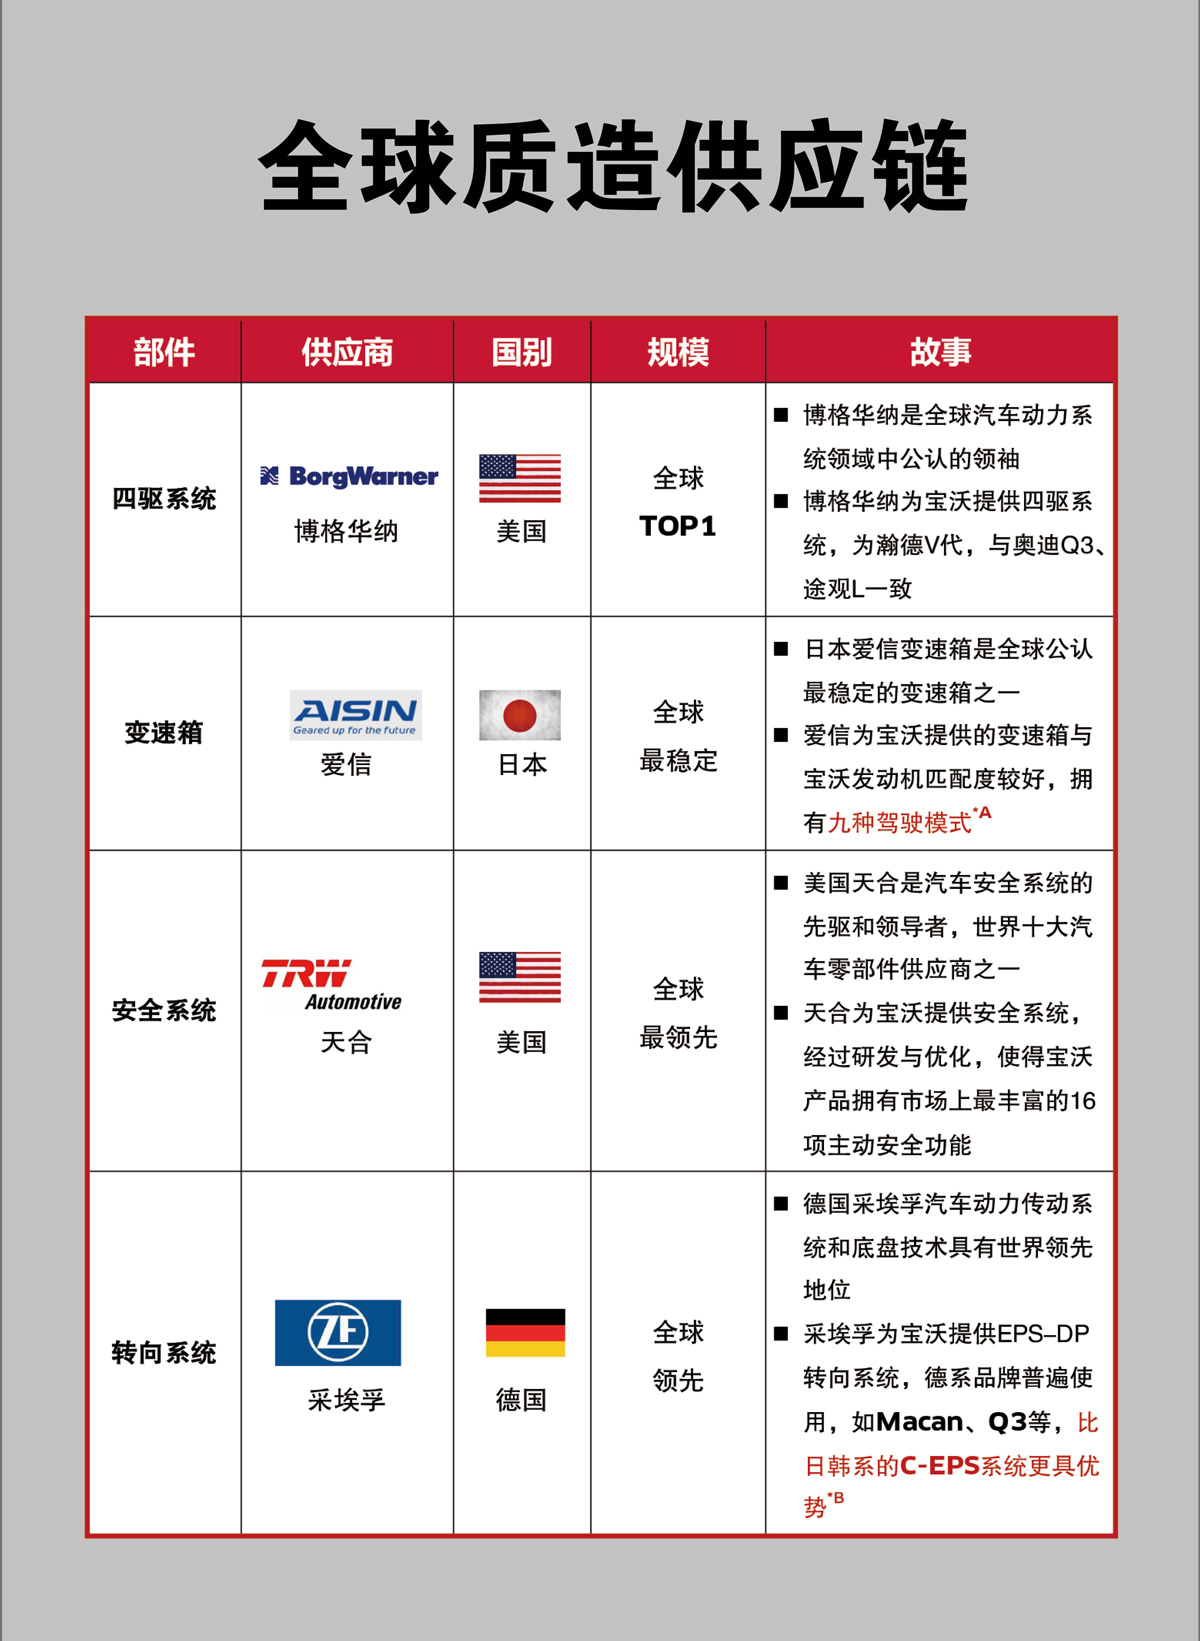 全球质造供应链
部件
供应商
国别
规模
故事
四驱系统
BorgWarner
博格华纳
美国
全球
TOP1
■ 博格华纳是全球汽车动力系
统领域中公认的领袖
■ 博格华纳为宝沃提供四驱系
统，为瀚德V代，与奥迪Q3、
途观L一致
变速箱
AISIN
Geared up for the future
爱信
日本
全球
最稳定
■ 日本爱信变速箱是全球公认
最稳定的变速箱之一
■ 爱信为宝沃提供的变速箱与
宝沃发动机匹配度较好，拥
有九种驾驶模式*A
安全系统
TRW
Automotive
天合
美国
全球
最领先
■ 美国天合是汽车安全系统的
先驱和领导者，世界十大汽
车零部件供应商之一
■ 天合为宝沃提供安全系统，
经过研发与优化，使得宝沃
产品拥有市场上最丰富的16
项主动安全功能
转向系统
ZF
采埃孚
德国
全球
领先
■ 德国采埃孚汽车动力传动系
统和底盘技术具有世界领先
地位
■ 采埃孚为宝沃提供EPS-DP
转向系统，德系品牌普遍使
用，如Macan、Q3等，比
日韩系的C-EPS系统更具优
势*B